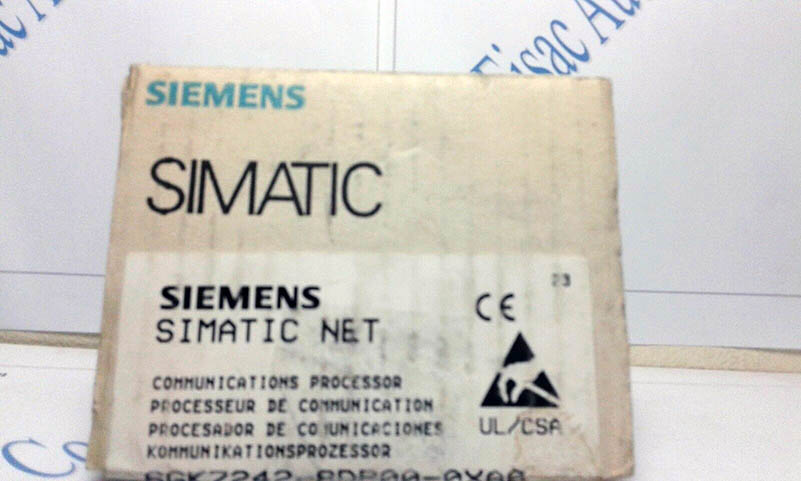 SIEMENS
SIMATIC
23
SIEMENS
CE
SIMATIC NET
COMMUNICATIONS PROCESSOR
PROCESSEUR DE COMMUNICATION
PROCESADOR DE COMUNICACIONES
UL/CSA
KOMMUNIKATIONSPROZESSOR